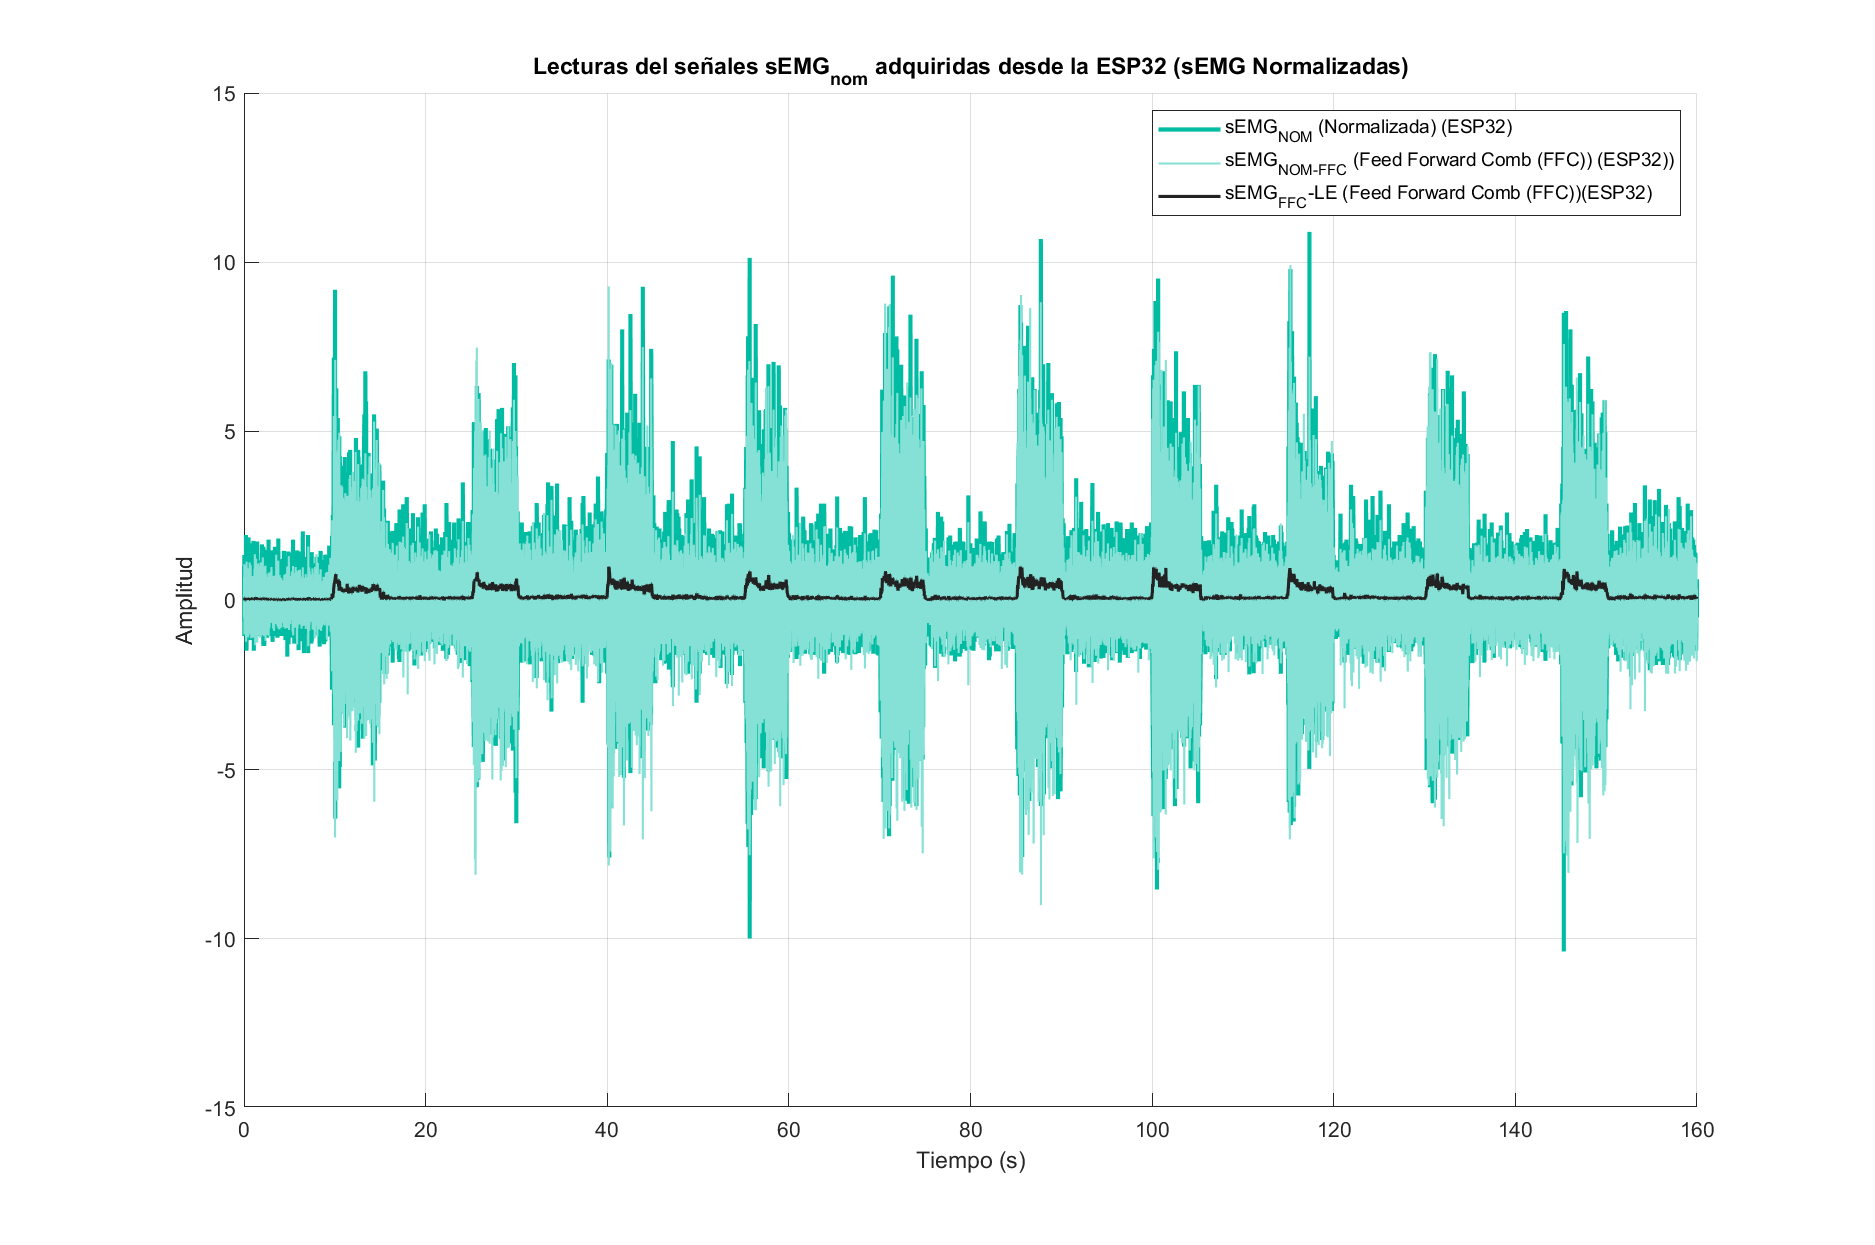 Lecturas del señales sEMGnom adquiridas desde la ESP32 (sEMG Normalizadas)
sEMGNOM (Normalizada) (ESP32)
sEMGNOM-FFC (Feed Forward Comb (FFC)) (ESP32))
sEMGFFC-LE (Feed Forward Comb (FFC))(ESP32)
Amplitud
15
10
5
0
-5
-10
-15
0 20 40 60 80 100 120 140 160
Tiempo (s)